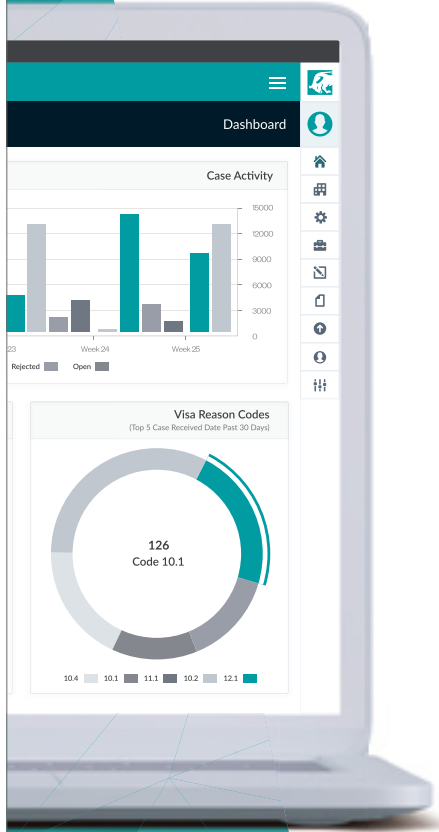 Dashboard
Case Activity
15000
12000
9000
6000
3000
0
23
Week 24
Week 25
Rejected
Open
Visa Reason Codes
(Top 5 Case Received Date Past 30 Days)
126
Code 10.1
10.4
10.1
11.1
10.2
12.1